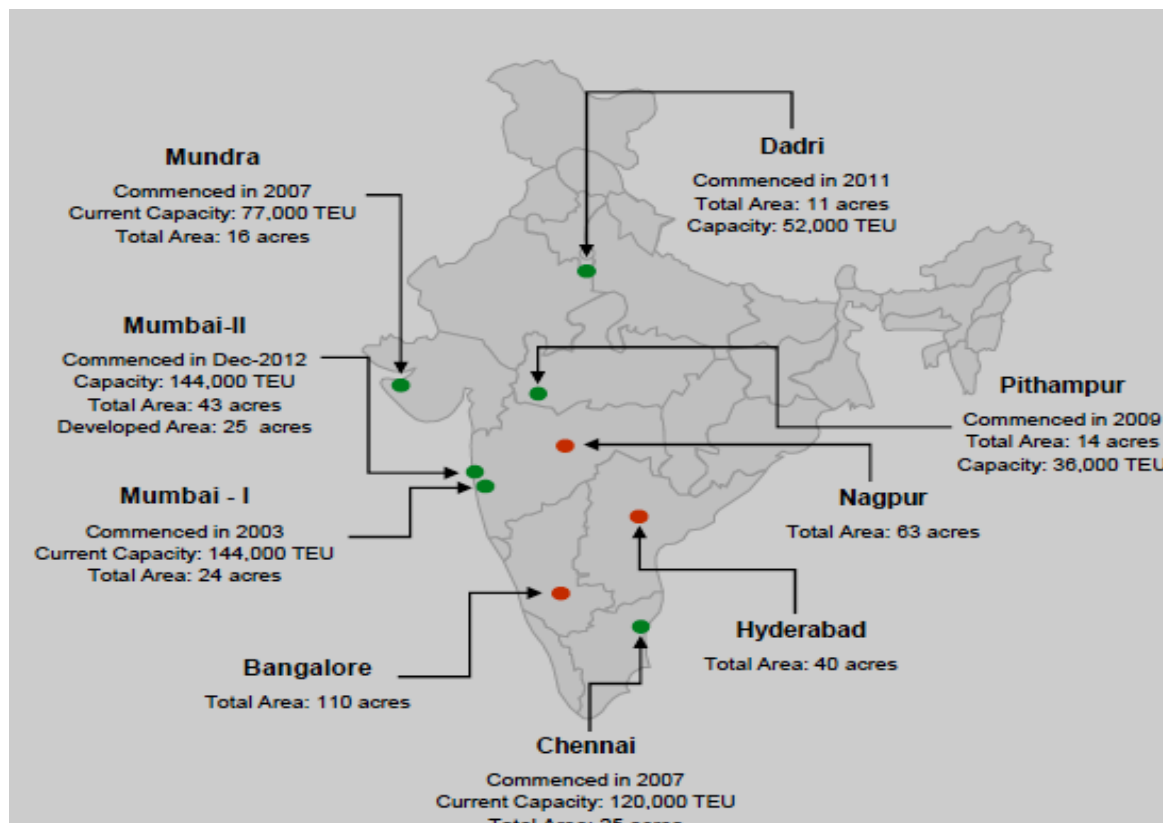 Dadri
Commenced in 2011
Total Area: 11 acres
Capacity: 52,000 TEU
Mundra
Commenced in 2007
Current Capacity: 77,000 TEU
Total Area: 16 acres
Mumbai-II
Commenced in Dec-2012
Capacity: 144,000 TEU
Total Area: 43 acres
Developed Area: 25 acres
Pithampur
Commenced in 2009
Total Area: 14 acres
Capacity: 36,000 TEU
Mumbai - I
Commenced in 2003
Current Capacity: 144,000 TEU
Total Area: 24 acres
Nagpur
Total Area: 63 acres
Hyderabad
Total Area: 40 acres
Bangalore
Total Area: 110 acres
Chennai
Commenced in 2007
Current Capacity: 120,000 TEU
Total Area: acres